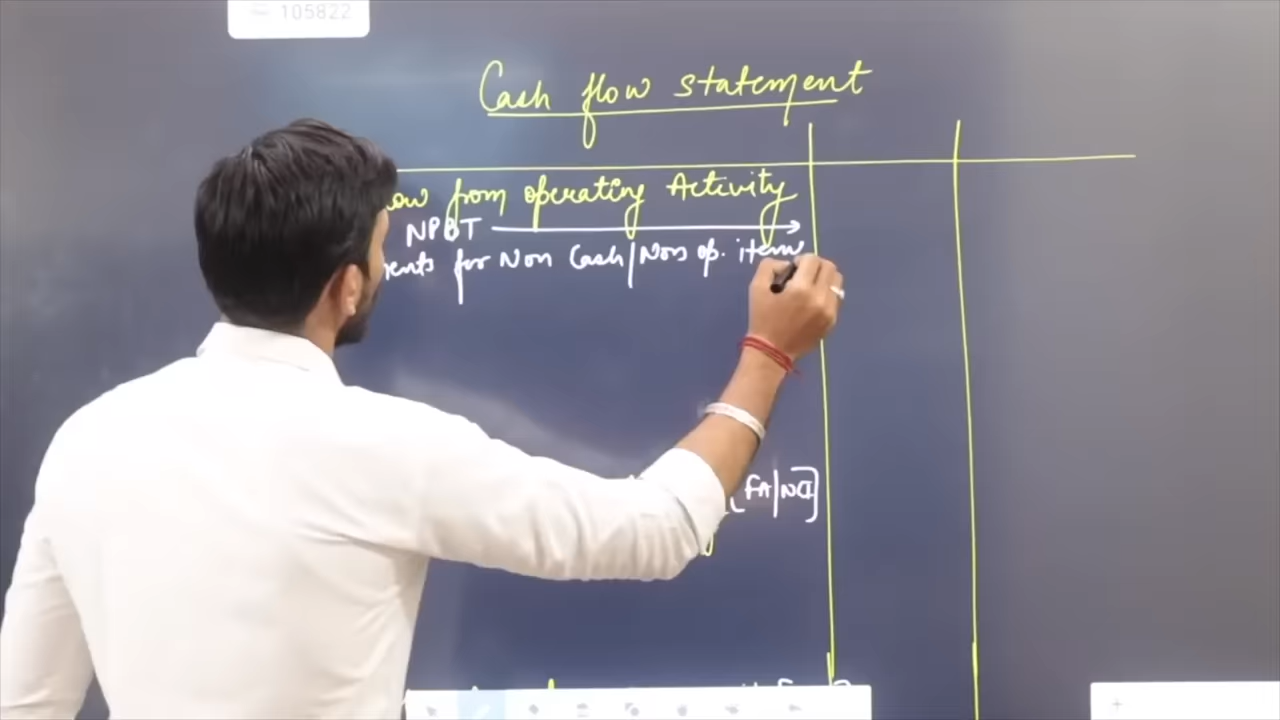 105822
Cash flow statement
ow from operating Activity
NPBT
ents for Non Cash/Non op. item
[FA/NCI]